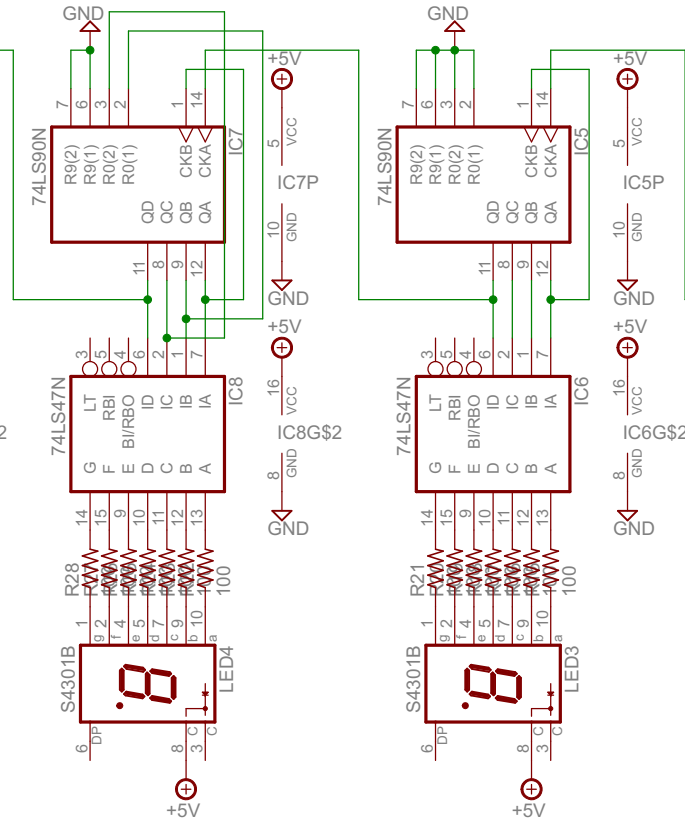 GND
GND
+5V
+5V
7
6
3
2
1
14
7
6
3
2
1
14
74LS90N
R9(2)
R9(1)
R0(2)
R0(1)
CKB
CKA
IC7
5
VCC
74LS90N
R9(2)
R9(1)
R0(2)
R0(1)
CKB
CKA
IC5
5
VCC
IC7P
IC5P
QD
QC
QB
QA
10
GND
QD
QC
QB
QA
10
GND
11
8
9
12
11
8
9
12
GND
GND
+5V
+5V
3
5
4
6
2
1
7
3
5
4
6
2
1
7
74LS47N
LT
RBI
BI/RBO
ID
IC
IB
IA
IC8
16
VCC
74LS47N
LT
RBI
BI/RBO
ID
IC
IB
IA
IC6
16
VCC
2
IC8G$2
IC6G$2
G
F
E
D
C
B
A
8
GND
G
F
E
D
C
B
A
8
GND
14
15
9
10
11
12
13
14
15
9
10
11
12
13
GND
GND
R28
100
R21
100
1
2
4
5
7
9
10
1
2
4
5
7
9
10
g
f
e
d
c
b
a
g
f
e
d
c
b
a
S4301B
LED4
S4301B
LED3
6
DP
8
C
3
C
6
DP
8
C
3
C
+5V
+5V